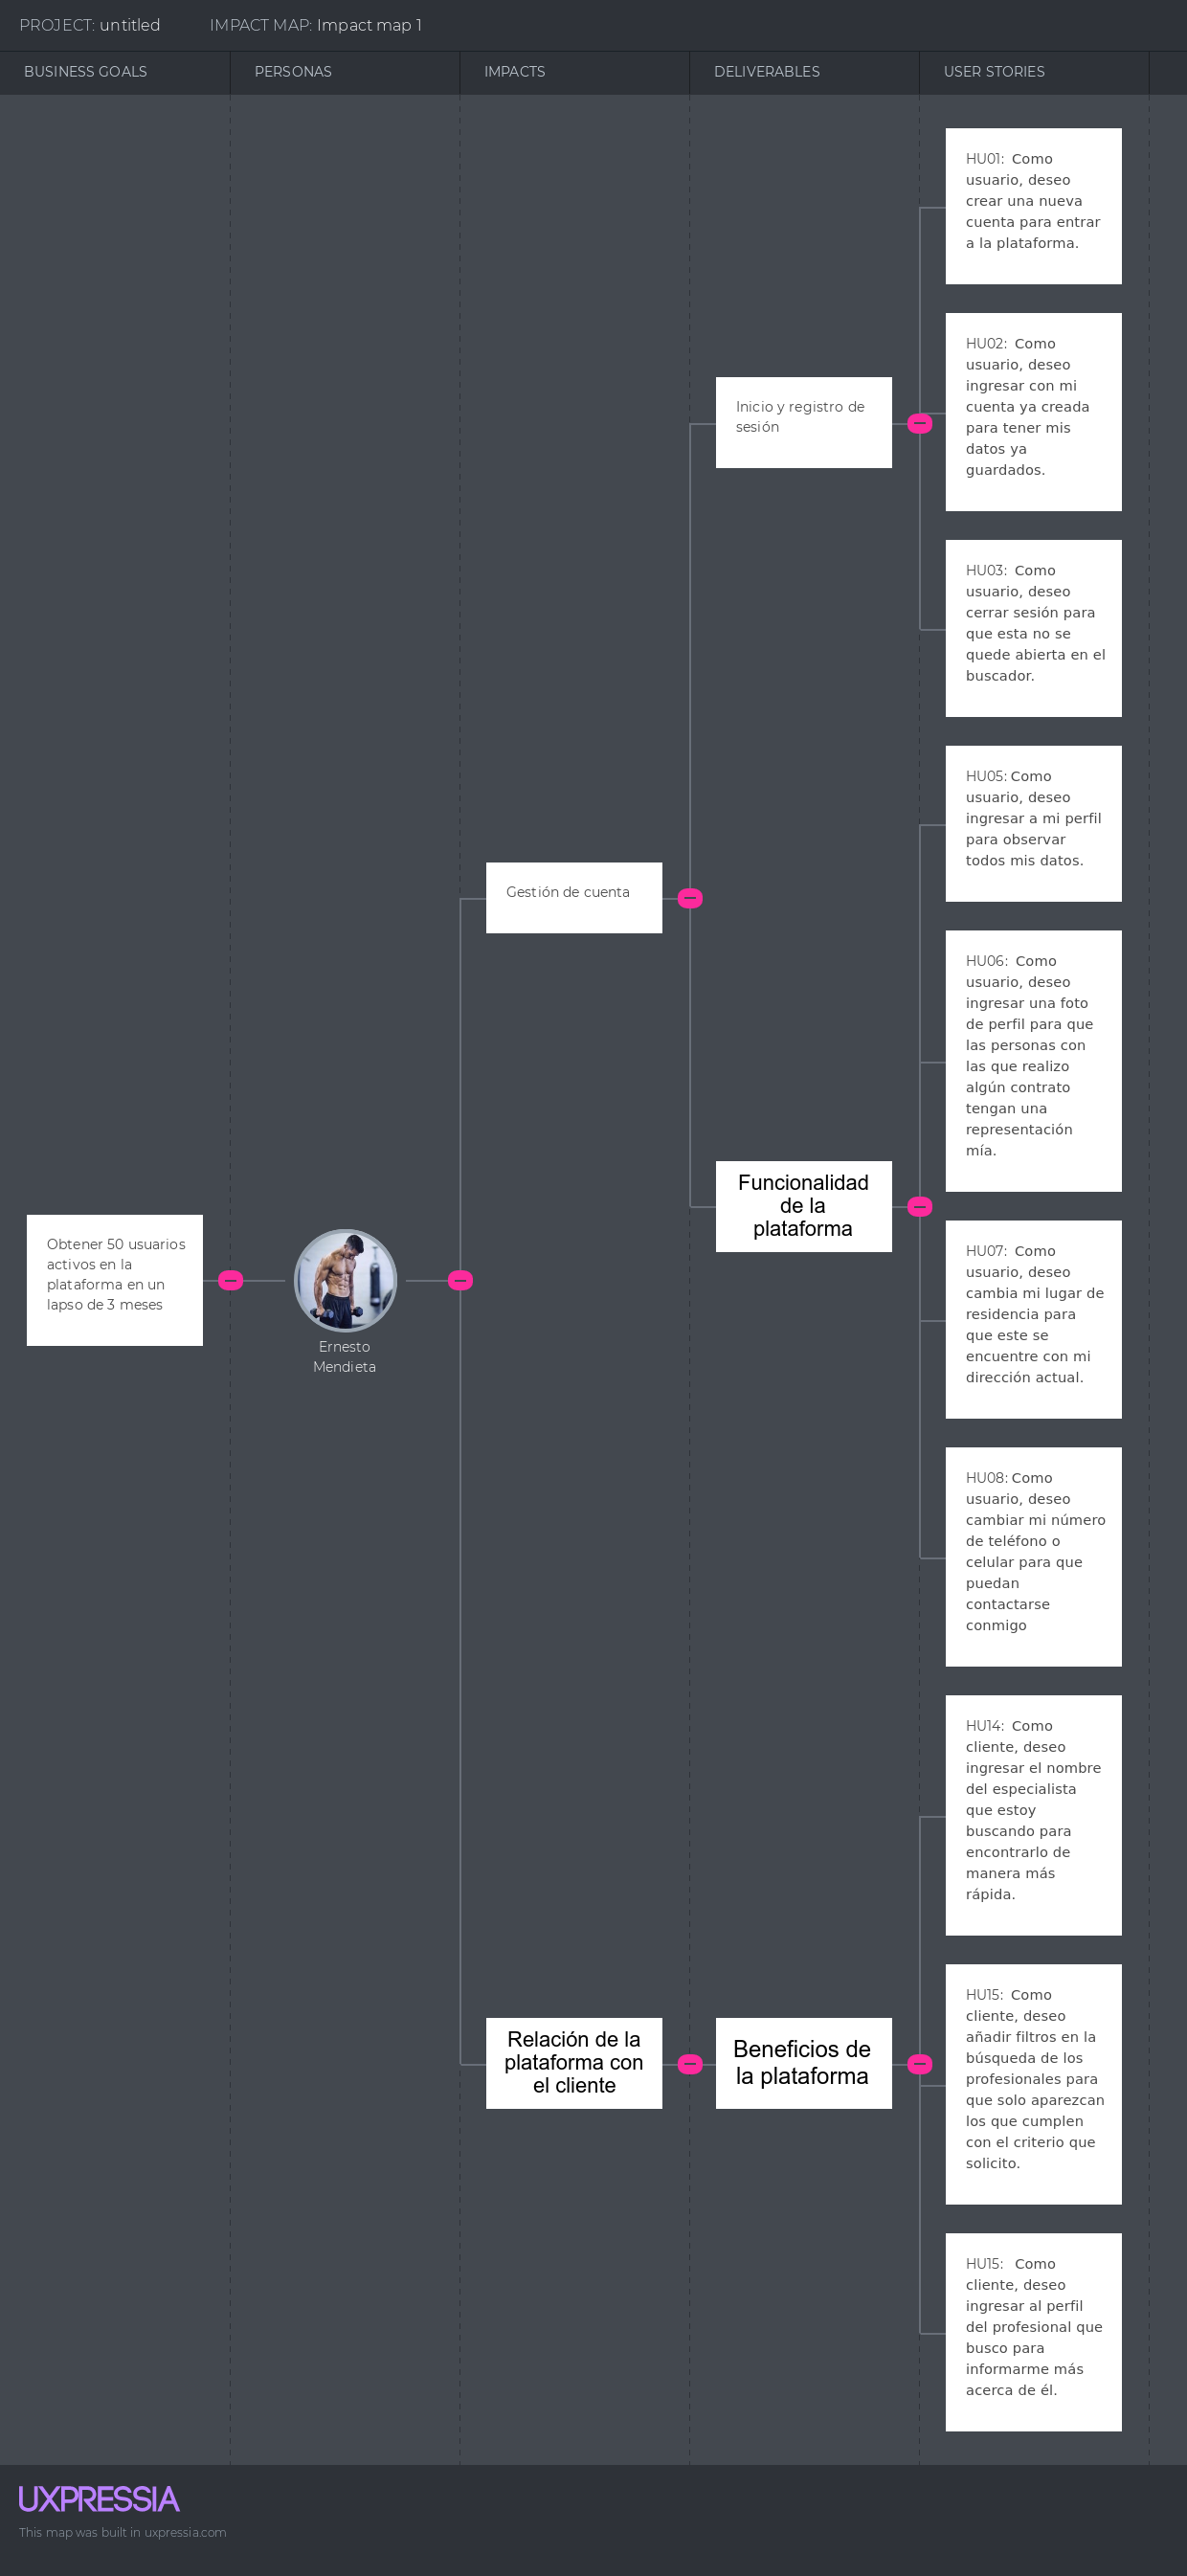 PROJECT: untitled
IMPACT MAP: Impact map 1
BUSINESS GOALS
PERSONAS
IMPACTS
DELIVERABLES
USER STORIES
Obtener 50 usuarios
activos en la
plataforma en un
lapso de 3 meses
Ernesto
Mendieta
Gestión de cuenta
Inicio y registro de
sesión
HU01: Como
usuario, deseo
crear una nueva
cuenta para entrar
a la plataforma.
HU02: Como
usuario, deseo
ingresar con mi
cuenta ya creada
para tener mis
datos ya
guardados.
HU03: Como
usuario, deseo
cerrar sesión para
que esta no se
quede abierta en el
buscador.
Funcionalidad
de la
plataforma
HU05: Como
usuario, deseo
ingresar a mi perfil
para observar
todos mis datos.
HU06: Como
usuario, deseo
ingresar una foto
de perfil para que
las personas con
las que realizo
algún contrato
tengan una
representación
mía.
HU07: Como
usuario, deseo
cambia mi lugar de
residencia para
que este se
encuentre con mi
dirección actual.
HU08: Como
usuario, deseo
cambiar mi número
de teléfono o
celular para que
puedan
contactarse
conmigo
Relación de la
plataforma con
el cliente
Beneficios de
la plataforma
HU14: Como
cliente, deseo
ingresar el nombre
del especialista
que estoy
buscando para
encontrarlo de
manera más
rápida.
HU15: Como
cliente, deseo
añadir filtros en la
búsqueda de los
profesionales para
que solo aparezcan
los que cumplen
con el criterio que
solicito.
HU15: Como
cliente, deseo
ingresar al perfil
del profesional que
busco para
informarme más
acerca de él.
UXPRESSIA
This map was built in uxpressia.com